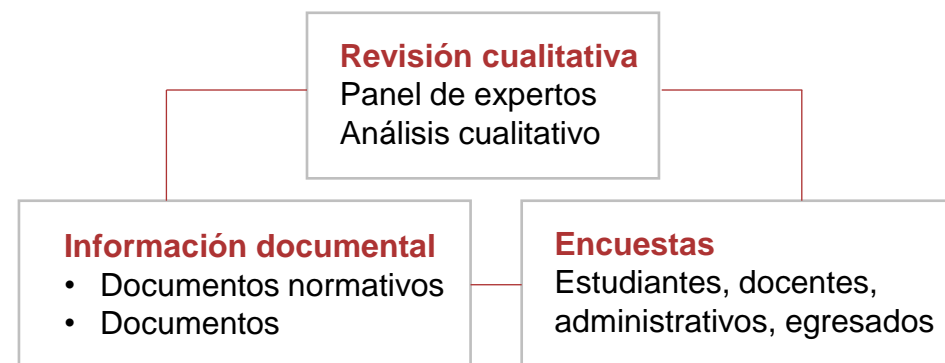 Revisión cualitativa
Panel de expertos
Análisis cualitativo
Información documental
• Documentos normativos
• Documentos
Encuestas
Estudiantes, docentes,
administrativos, egresados